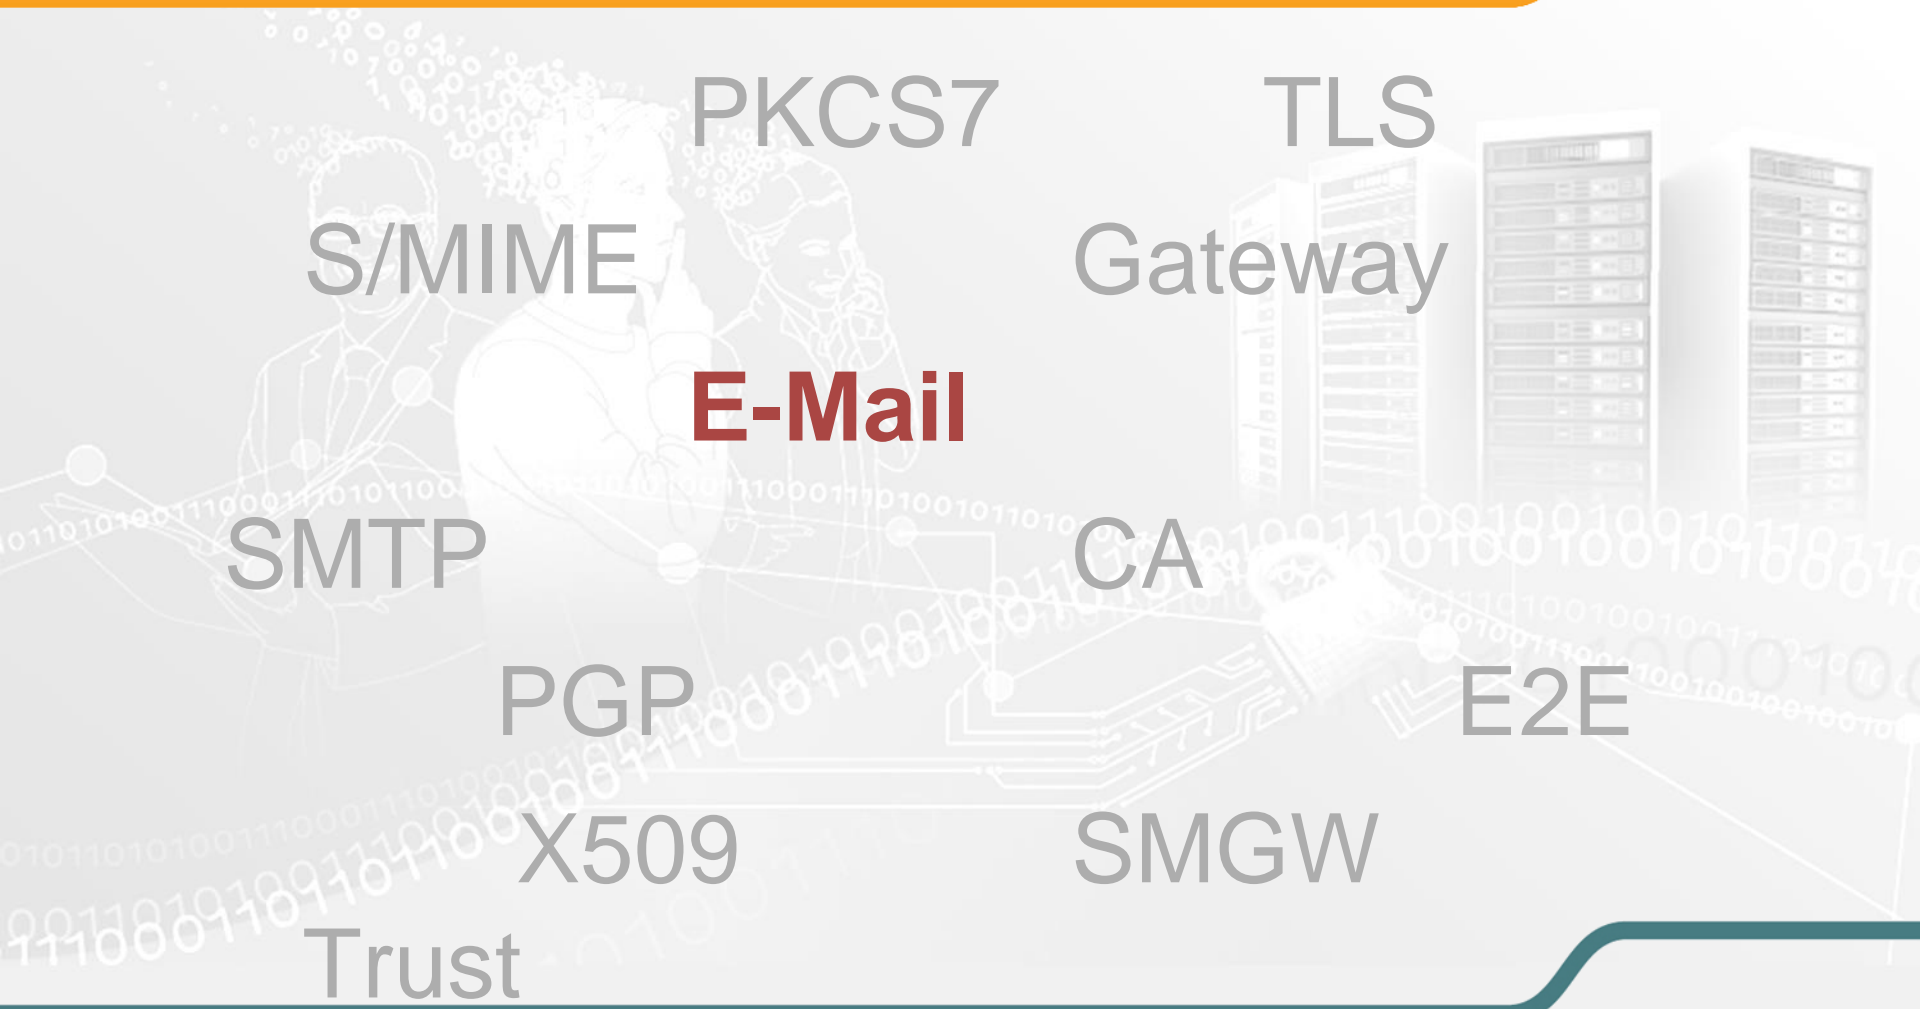 PKCS7 TLS
S/MIME Gateway
E-Mail
SMTP CA
PGP E2E
X509 SMGW
Trust